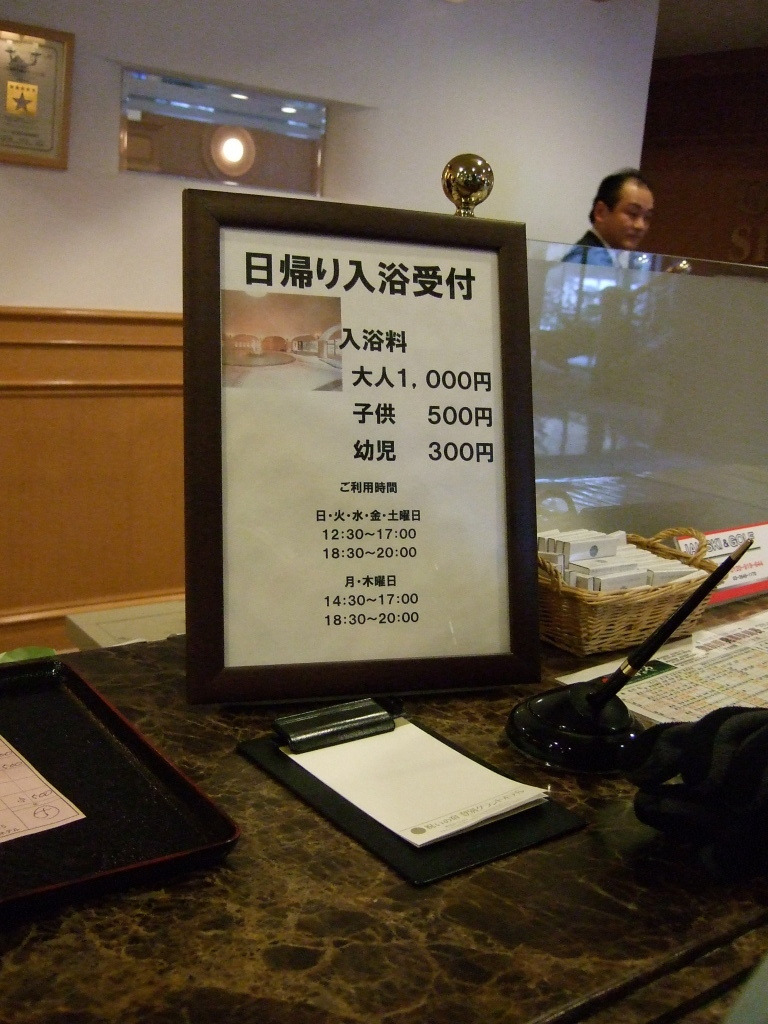 日帰り入浴受付
入浴料
大人1,000円
子供 500円
幼児 300円
ご利用時間
日・火・水・金・土曜日
12:30～17:00
18:30～20:00
月・木曜日
14:30～17:00
18:30～20:00